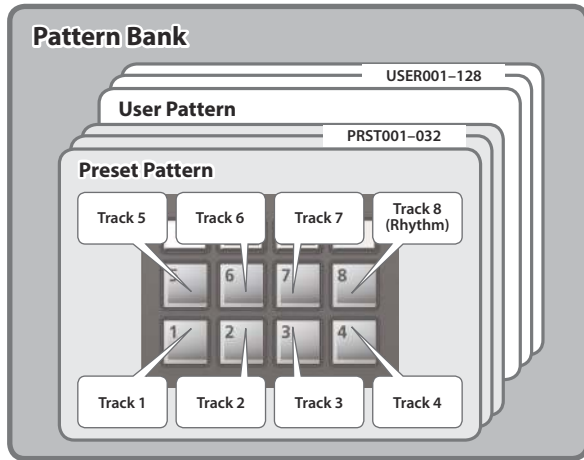 Pattern Bank
USER001–128
User Pattern
PRST001–032
Preset Pattern
Track 5
Track 6
Track 7
Track 8
(Rhythm)
5
6
7
8
1
2
3
4
Track 1
Track 2
Track 3
Track 4